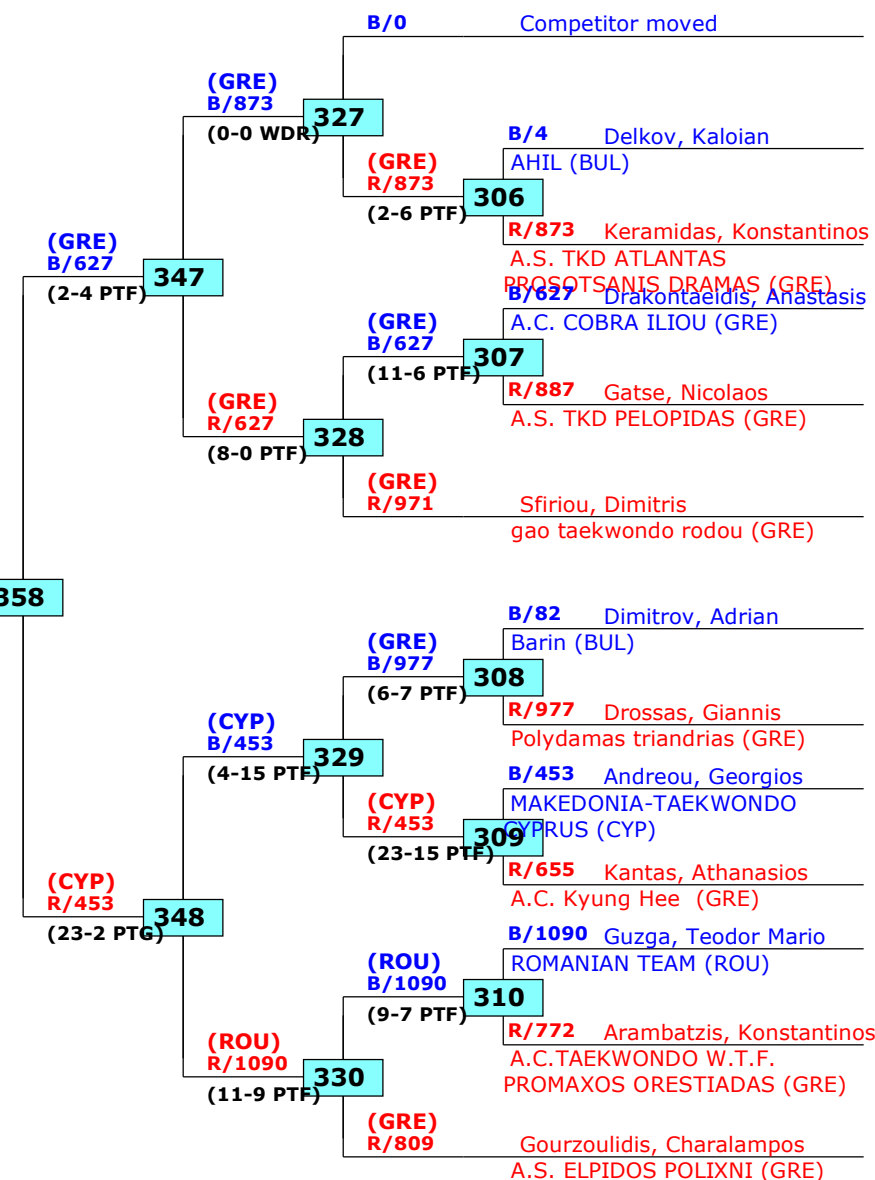 B/0 Competitor moved
(GRE)
B/873
327
(0-0 WDR)
B/4 Delkov, Kaloian
AHIL (BUL)
(GRE)
R/873
306
(2-6 PTF)
R/873 Keramidas, Konstantinos
A.S. TKD ATLANTAS
PROSOTSANIS DRAMAS (GRE)
(GRE)
B/627
347
(2-4 PTF)
B/627 Drakontaeidis, Anastasis
A.C. COBRA ILIOU (GRE)
(GRE)
B/627
307
(11-6 PTF)
R/887 Gatse, Nicolaos
A.S. TKD PELOPIDAS (GRE)
(GRE)
R/627
328
(8-0 PTF)
(GRE)
R/971 Sfiriou, Dimitris
gao taekwondo rodou (GRE)
358
B/82 Dimitrov, Adrian
Barin (BUL)
(GRE)
B/977
308
(6-7 PTF)
R/977 Drossas, Giannis
Polydamas triandrias (GRE)
(CYP)
B/453
329
(4-15 PTF)
B/453 Andreou, Georgios
MAKEDONIA-TAEKWONDO
CYPRUS (CYP)
(CYP)
R/453
309
(23-15 PTF)
R/655 Kantas, Athanasios
A.C. Kyung Hee (GRE)
(CYP)
R/453
348
(23-2 PTG)
B/1090 Guzga, Teodor Mario
ROMANIAN TEAM (ROU)
(ROU)
B/1090
310
(9-7 PTF)
R/772 Arambatzis, Konstantinos
A.C.TAEKWONDO W.T.F.
PROMAXOS ORESTIADAS (GRE)
(ROU)
R/1090
330
(11-9 PTF)
(GRE)
R/809 Gourzoulidis, Charalampos
A.S. ELPIDOS POLIXNI (GRE)